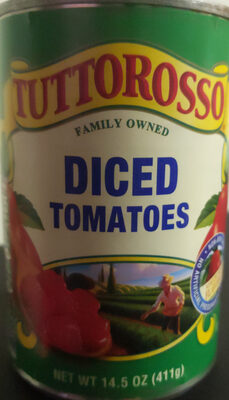 TUTTOROSSO
FAMILY OWNED
DICED
TOMATOES
NET WT 14.5 OZ (411g)